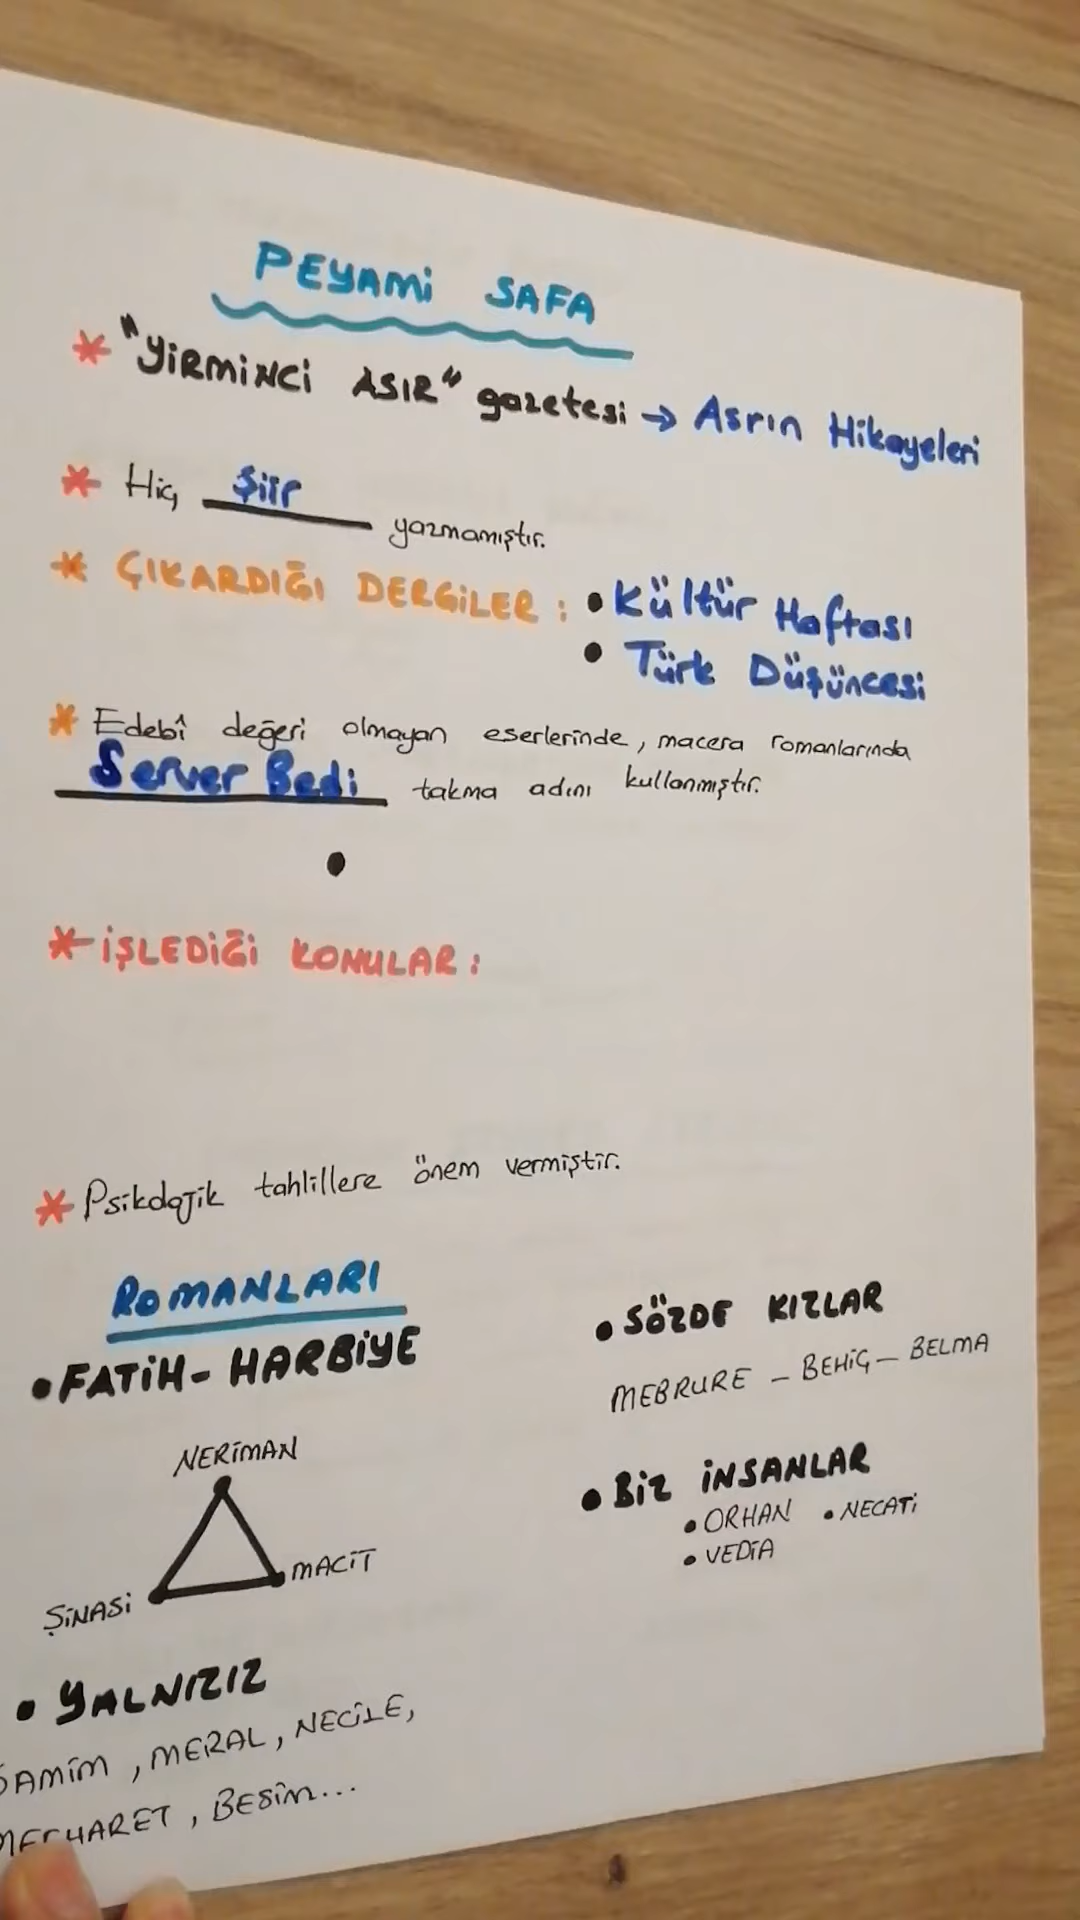 PEYAMİ SAFA
* "YİRMİNCİ ASIR" gazetesi → Asrın Hikayeleri
* Hiç şiir yazmamıştır.
* ÇIKARDIĞI DERGİLER : • Kültür Haftası
• Türk Düşüncesi
* Edebî değeri olmayan eserlerinde, macera romanlarında
Server Bedi takma adını kullanmıştır.
•
* İŞLEDİĞİ KONULAR :
* Psikolojik tahlillere önem vermiştir.
ROMANLARI
• FATİH - HARBİYE
NERİMAN
ŞİNASİ
MACİT
• YALNIZIZ
SAMİM, MERAL, NECİLE,
MEFHARET, BESİM...
• SÖZDE KIZLAR
MEBRURE - BEHİÇ - BELMA
• BİZ İNSANLAR
• ORHAN • NECATİ
• VEDİA